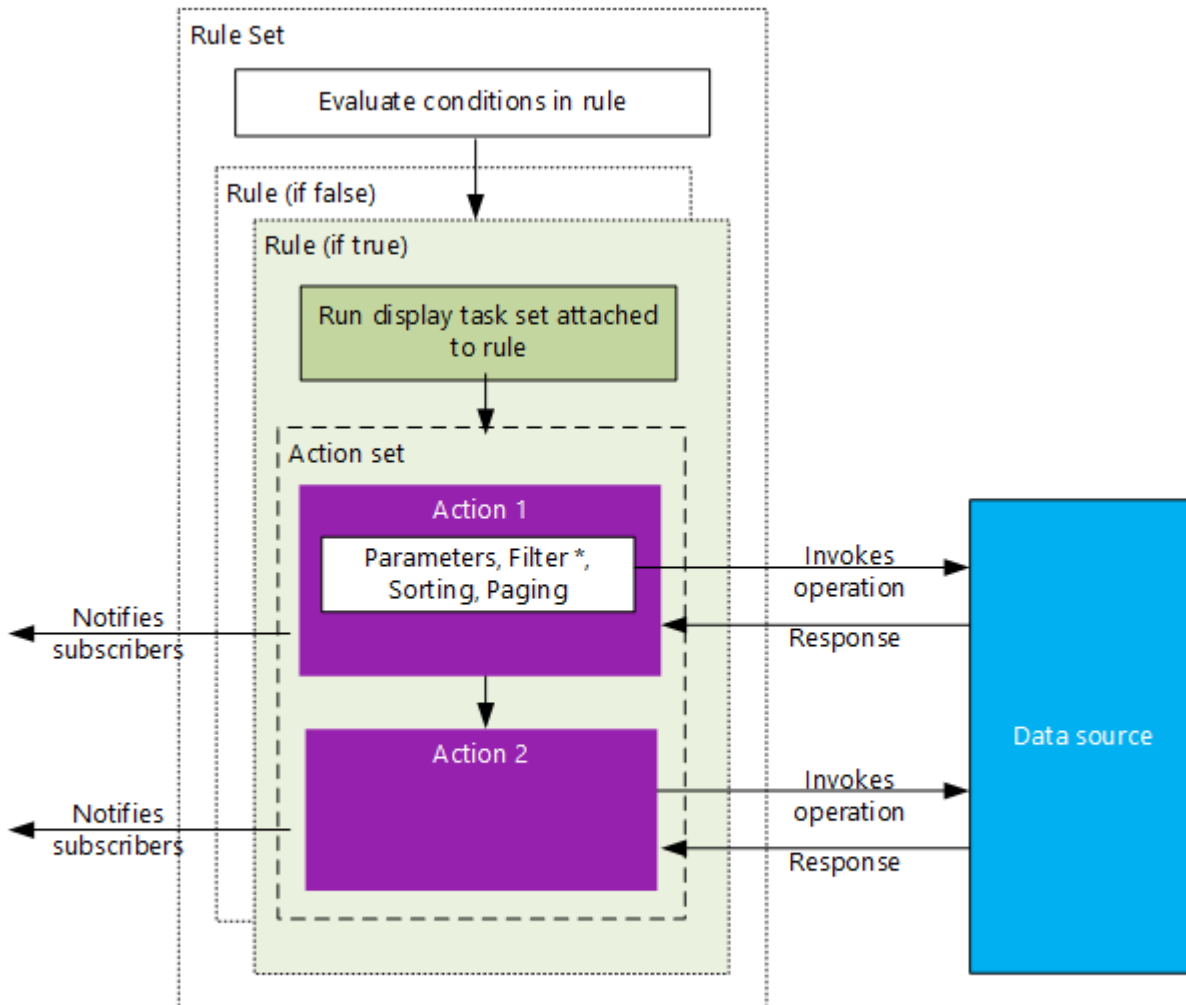 Rule Set
Evaluate conditions in rule
Rule (if false)
Rule (if true)
Run display task set attached
to rule
Action set
Action 1
Parameters, Filter *,
Sorting, Paging
Invokes
operation
Response
Notifies
subscribers
Data source
Action 2
Invokes
operation
Response
Notifies
subscribers